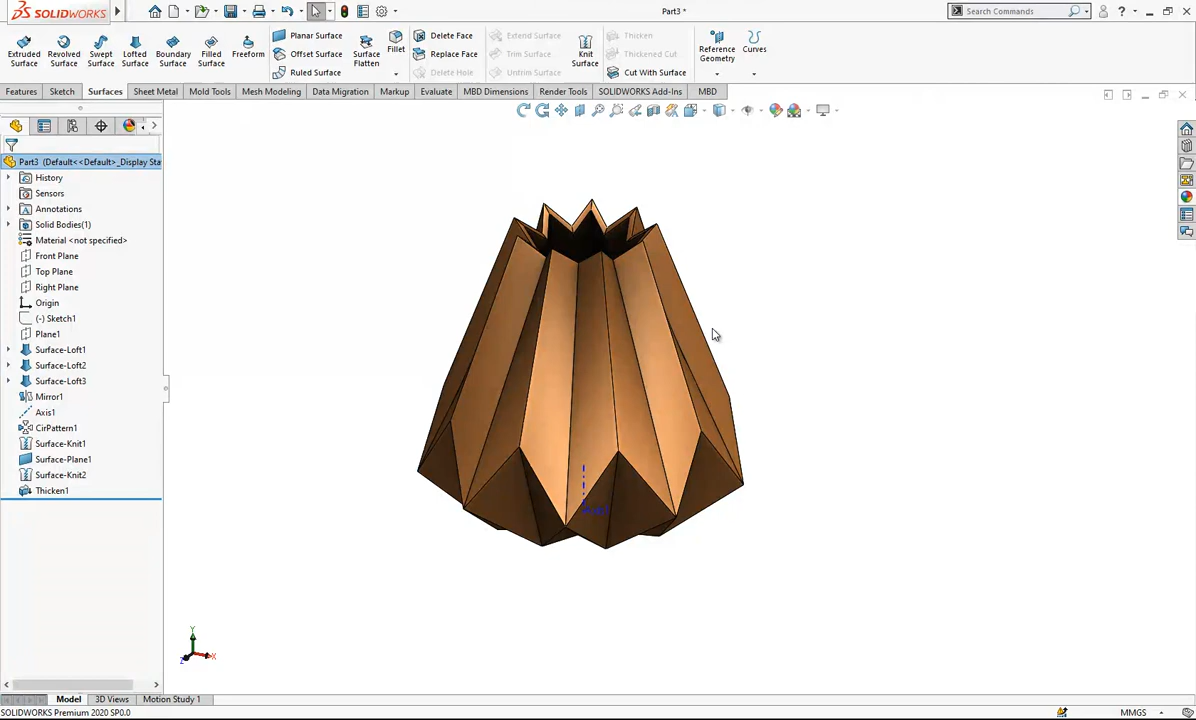 SOLIDWORKS
Part3 *
Search Commands
Extruded Surface
Revolved Surface
Swept Surface
Lofted Surface
Boundary Surface
Filled Surface
Freeform
Planar Surface
Offset Surface
Ruled Surface
Surface Flatten
Fillet
Delete Face
Replace Face
Delete Hole
Extend Surface
Trim Surface
Untrim Surface
Knit Surface
Thicken
Thickened Cut
Cut With Surface
Reference Geometry
Curves
Features
Sketch
Surfaces
Sheet Metal
Mold Tools
Mesh Modeling
Data Migration
Markup
Evaluate
MBD Dimensions
Render Tools
SOLIDWORKS Add-Ins
MBD
Part3 (Default<<Default>_Display Sta
History
Sensors
Annotations
Solid Bodies(1)
Material <not specified>
Front Plane
Top Plane
Right Plane
Origin
(-) Sketch1
Plane1
Surface-Loft1
Surface-Loft2
Surface-Loft3
Mirror1
Axis1
CirPattern1
Surface-Knit1
Surface-Plane1
Surface-Knit2
Thicken1
Y
Z
X
Model
3D Views
Motion Study 1
SOLIDWORKS Premium 2020 SP0.0
MMGS